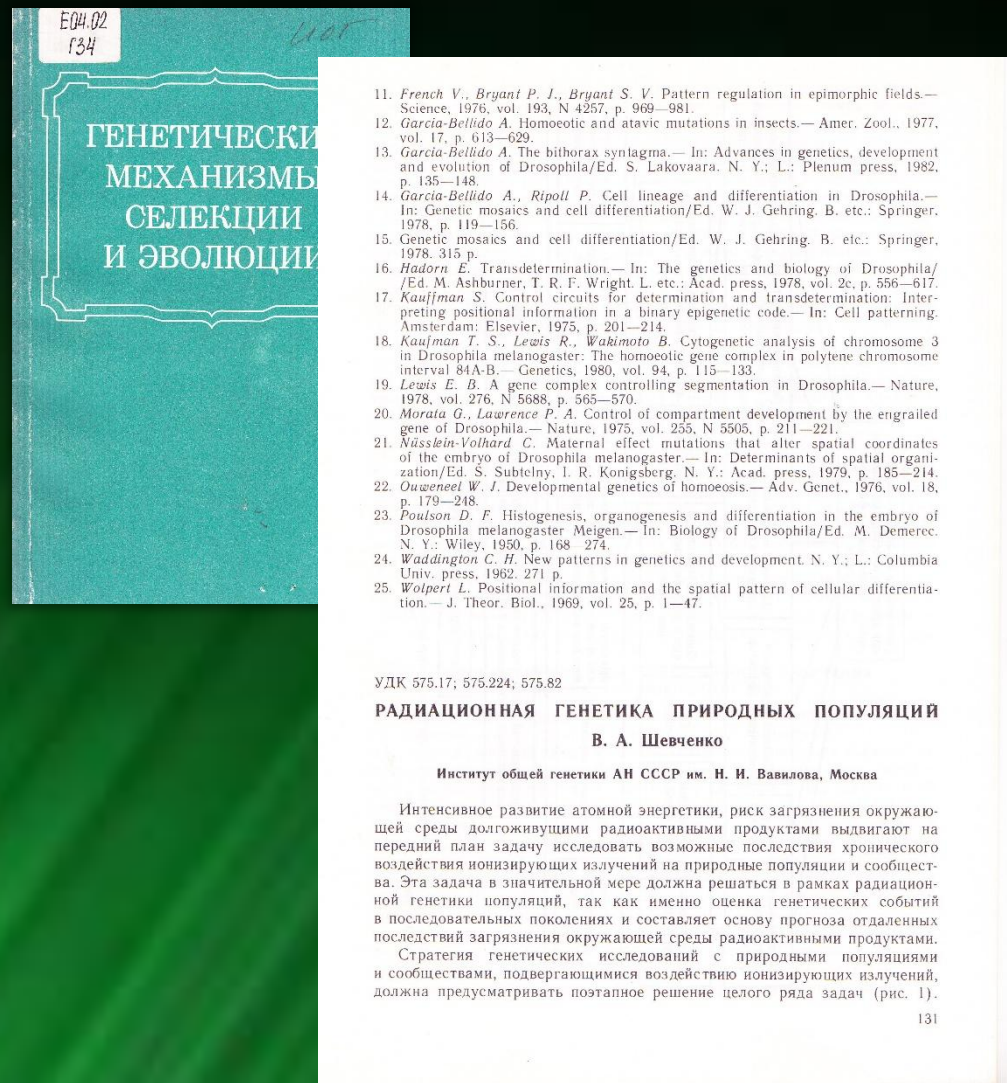 Е04.02
Г34
ГЕНЕТИЧЕСКИ
МЕХАНИЗМЫ
СЕЛЕКЦИИ
И ЭВОЛЮЦИИ
11. French V., Bryant P. J., Bryant S. V. Pattern regulation in epimorphic fields.—
Science, 1976, vol. 193, N 4257, p. 969—981.
12. Garcia-Bellido A. Homoeotic and atavic mutations in insects.— Amer. Zool., 1977,
vol. 17, p. 613—629.
13. Garcia-Bellido A. The bithorax syntagma.— In: Advances in genetics, development
and evolution of Drosophila/Ed. S. Lakovaara. N. Y.; L.: Plenum press, 1982,
p. 135—148.
14. Garcia-Bellido A., Ripoll P. Cell lineage and differentiation in Drosophila.—
In: Genetic mosaics and cell differentiation/Ed. W. J. Gehring. B. etc.: Springer,
1978, p. 119—156.
15. Genetic mosaics and cell differentiation/Ed. W. J. Gehring. B. etc.: Springer,
1978. 315 p.
16. Hadorn E. Transdetermination.— In: The genetics and biology of Drosophila/
/Ed. M. Ashburner, T. R. F. Wright. L. etc.: Acad. press, 1978, vol. 2c, p. 556—617.
17. Kauffman S. Control circuits for determination and transdetermination: Inter-
preting positional information in a binary epigenetic code.— In: Cell patterning.
Amsterdam: Elsevier, 1975, p. 201—214.
18. Kaufman T. S., Lewis R., Wakimoto B. Cytogenetic analysis of chromosome 3
in Drosophila melanogaster: The homoeotic gene complex in polytene chromosome
interval 84A-B.— Genetics, 1980, vol. 94, p. 115—133.
19. Lewis E. B. A gene complex controlling segmentation in Drosophila.— Nature,
1978, vol. 276, N 5688, p. 565—570.
20. Morata G., Lawrence P. A. Control of compartment development by the engrailed
gene of Drosophila.— Nature, 1975, vol. 255, N 5505, p. 211—221.
21. Nüsslein-Volhard C. Maternal effect mutations that alter spatial coordinates
of the embryo of Drosophila melanogaster.— In: Determinants of spatial organi-
zation/Ed. S. Subtelny, I. R. Konigsberg. N. Y.: Acad. press, 1979, p. 185—214.
22. Ouweneel W. J. Developmental genetics of homoeosis.— Adv. Genet., 1976, vol. 18,
p. 179—248.
23. Poulson D. F. Histogenesis, organogenesis and differentiation in the embryo of
Drosophila melanogaster Meigen.— In: Biology of Drosophila/Ed. M. Demerec.
N. Y.: Wiley, 1950, p. 168—274.
24. Waddington C. H. New patterns in genetics and development. N. Y.; L.: Columbia
Univ. press, 1962. 271 p.
25. Wolpert L. Positional information and the spatial pattern of cellular differentia-
tion.— J. Theor. Biol., 1969, vol. 25, p. 1—47.
УДК 575.17; 575.224; 575.82
РАДИАЦИОННАЯ ГЕНЕТИКА ПРИРОДНЫХ ПОПУЛЯЦИЙ
В. А. Шевченко
Институт общей генетики АН СССР им. Н. И. Вавилова, Москва
Интенсивное развитие атомной энергетики, риск загрязнения окружаю-
щей среды долгоживущими радиоактивными продуктами выдвигают на
передний план задачу исследовать возможные последствия хронического
воздействия ионизирующих излучений на природные популяции и сообщест-
ва. Эта задача в значительной мере должна решаться в рамках радиацион-
ной генетики популяций, так как именно оценка генетических событий
в последовательных поколениях и составляет основу прогноза отдаленных
последствий загрязнения окружающей среды радиоактивными продуктами.
Стратегия генетических исследований с природными популяциями
и сообществами, подвергающимися воздействию ионизирующих излучений,
должна предусматривать поэтапное решение целого ряда задач (рис. 1).
131